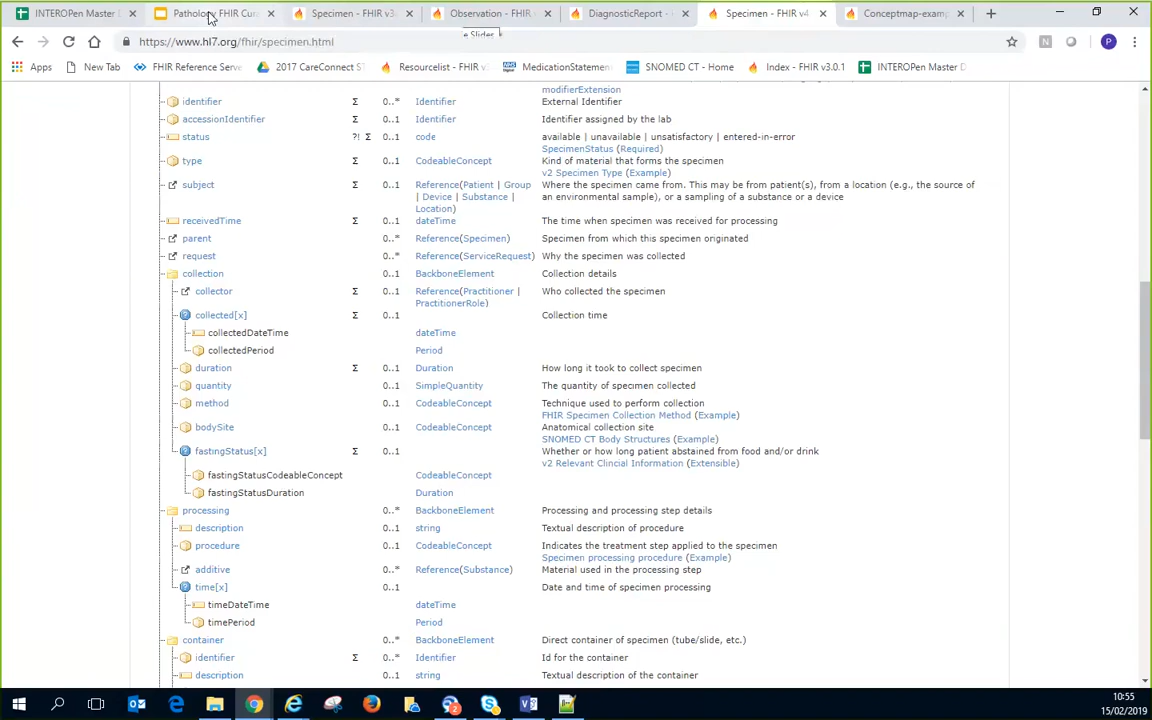 INTEROPen Master D
Pathology FHIR Cura
Specimen - FHIR v3.
Observation - FHIR v
DiagnosticReport -
Specimen - FHIR v4
Conceptmap-examp
e Slides
https://www.hl7.org/fhir/specimen.html
Apps New Tab FHIR Reference Serve 2017 CareConnect ST Resourcelist - FHIR v MedicationStatemen SNOMED CT - Home Index - FHIR v3.0.1 INTEROPen Master D
modifierExtension
identifier Σ 0..* Identifier External Identifier
accessionIdentifier Σ 0..1 Identifier Identifier assigned by the lab
status ?! Σ 0..1 code available | unavailable | unsatisfactory | entered-in-error
SpecimenStatus (Required)
type Σ 0..1 CodeableConcept Kind of material that forms the specimen
v2 Specimen Type (Example)
subject Σ 0..1 Reference(Patient | Group Where the specimen came from. This may be from patient(s), from a location (e.g., the source of
| Device | Substance | an environmental sample), or a sampling of a substance or a device
Location)
receivedTime Σ 0..1 dateTime The time when specimen was received for processing
parent 0..* Reference(Specimen) Specimen from which this specimen originated
request 0..* Reference(ServiceRequest) Why the specimen was collected
collection 0..1 BackboneElement Collection details
collector Σ 0..1 Reference(Practitioner | Who collected the specimen
PractitionerRole)
collected[x] Σ 0..1 Collection time
collectedDateTime dateTime
collectedPeriod Period
duration Σ 0..1 Duration How long it took to collect specimen
quantity 0..1 SimpleQuantity The quantity of specimen collected
method 0..1 CodeableConcept Technique used to perform collection
FHIR Specimen Collection Method (Example)
bodySite 0..1 CodeableConcept Anatomical collection site
SNOMED CT Body Structures (Example)
fastingStatus[x] Σ 0..1 Whether or how long patient abstained from food and/or drink
v2 Relevant Clincial Information (Extensible)
fastingStatusCodeableConcept CodeableConcept
fastingStatusDuration Duration
processing 0..* BackboneElement Processing and processing step details
description 0..1 string Textual description of procedure
procedure 0..1 CodeableConcept Indicates the treatment step applied to the specimen
Specimen processing procedure (Example)
additive 0..* Reference(Substance) Material used in the processing step
time[x] 0..1 Date and time of specimen processing
timeDateTime dateTime
timePeriod Period
container 0..* BackboneElement Direct container of specimen (tube/slide, etc.)
identifier Σ 0..* Identifier Id for the container
description 0..1 string Textual description of the container
10:55
15/02/2019